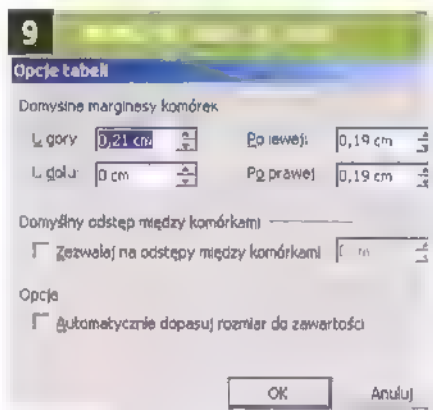 9
Opcje tabeli
Domyślne marginesy komórek
U góry 0,21 cm Po lewej: 0,19 cm
U dołu: 0 cm Po prawej 0,19 cm
Domyślny odstęp między komórkami
Zezwalaj na odstępy między komórkami cm
Opcje
Automatycznie dopasuj rozmiar do zawartości
OK Anuluj